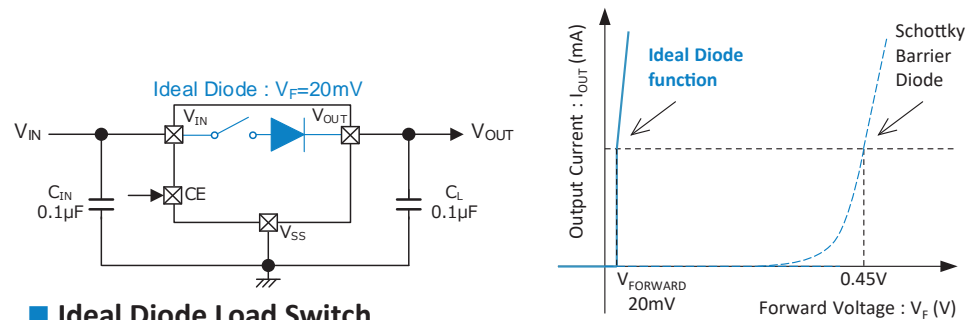 Ideal Diode : VF=20mV
VIN
VIN
VOUT
VOUT
CIN
0.1µF
CE
CL
0.1µF
VSS
■ Ideal Diode Load Switch
Output Current : IOUT (mA)
Ideal Diode
function
Schottky
Barrier
Diode
VFORWARD
20mV
0.45V
Forward Voltage : VF (V)